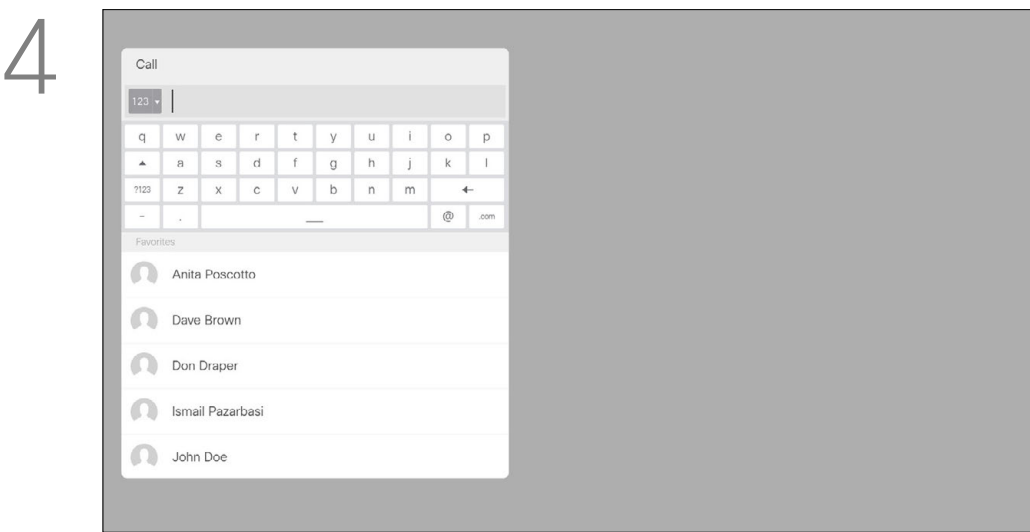 4
Call
123
q w e r t y u i o p
a s d f g h j k l
?123 z x c v b n m
- . @ .com
Favorites
Anita Poscotto
Dave Brown
Don Draper
Ismail Pazarbasi
John Doe